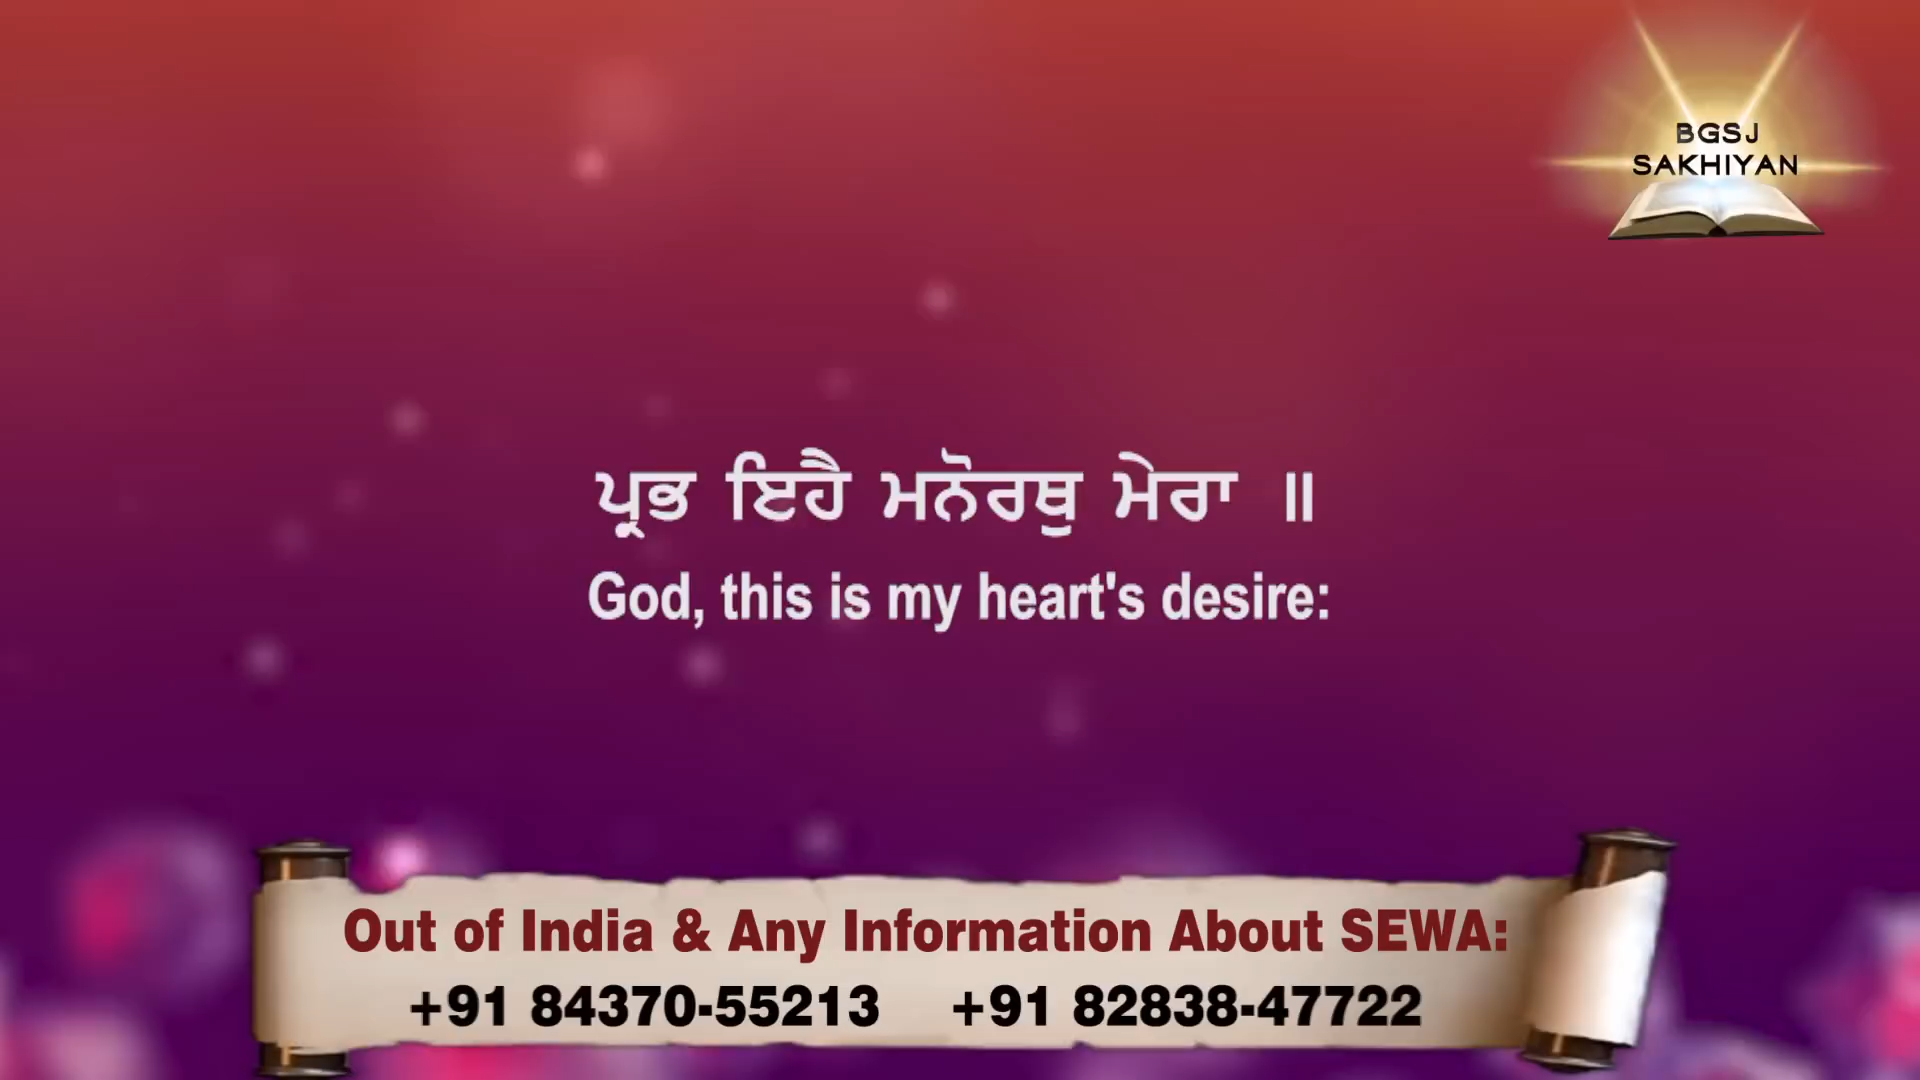 BGSJ
SAKHIYAN
ਪ੍ਰਭ ਇਹੈ ਮਨੋਰਥੁ ਮੇਰਾ ॥
God, this is my heart's desire:
Out of India & Any Information About SEWA:
+91 84370-55213 +91 82838-47722